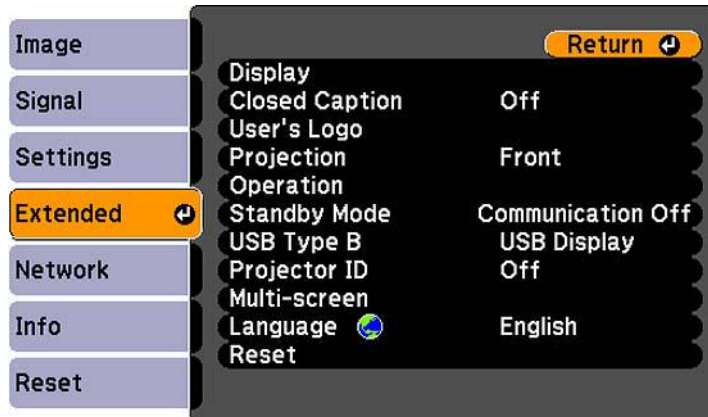 Image
Signal
Settings
Extended
Network
Info
Reset
Return
Display
Closed Caption Off
User's Logo
Projection Front
Operation
Standby Mode Communication Off
USB Type B USB Display
Projector ID Off
Multi-screen
Language English
Reset